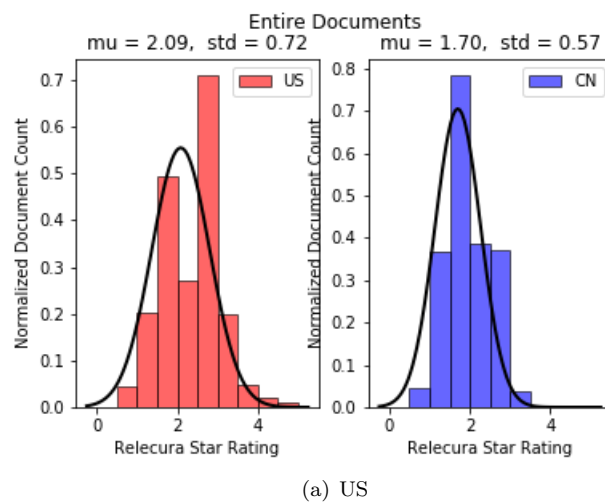 Entire Documents
mu = 2.09, std = 0.72
mu = 1.70, std = 0.57
US
CN
Normalized Document Count
0.7
0.6
0.5
0.4
0.3
0.2
0.1
0.0
0
2
4
Relecura Star Rating
Normalized Document Count
0.8
0.7
0.6
0.5
0.4
0.3
0.2
0.1
0.0
0
2
4
Relecura Star Rating
(a) US